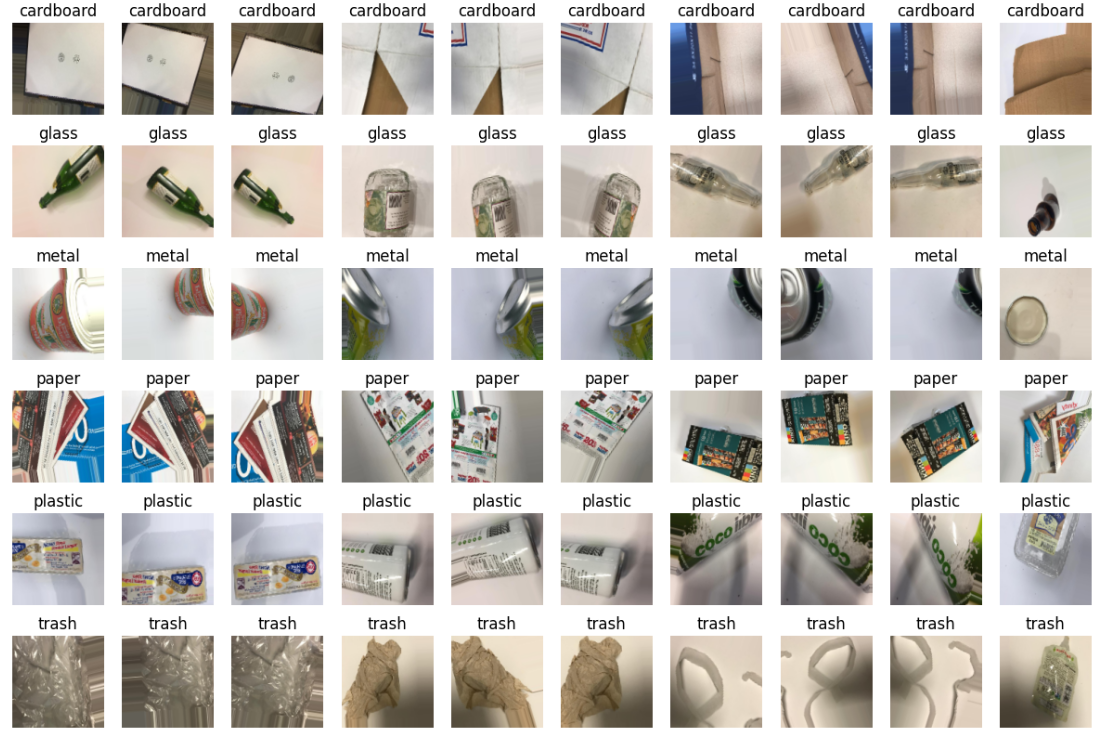 cardboard cardboard cardboard cardboard cardboard cardboard cardboard cardboard cardboard cardboard
glass glass glass glass glass glass glass glass glass glass
metal metal metal metal metal metal metal metal metal metal
paper paper paper paper paper paper paper paper paper paper
plastic plastic plastic plastic plastic plastic plastic plastic plastic plastic
COCO COCO COCO
trash trash trash trash trash trash trash trash trash trash